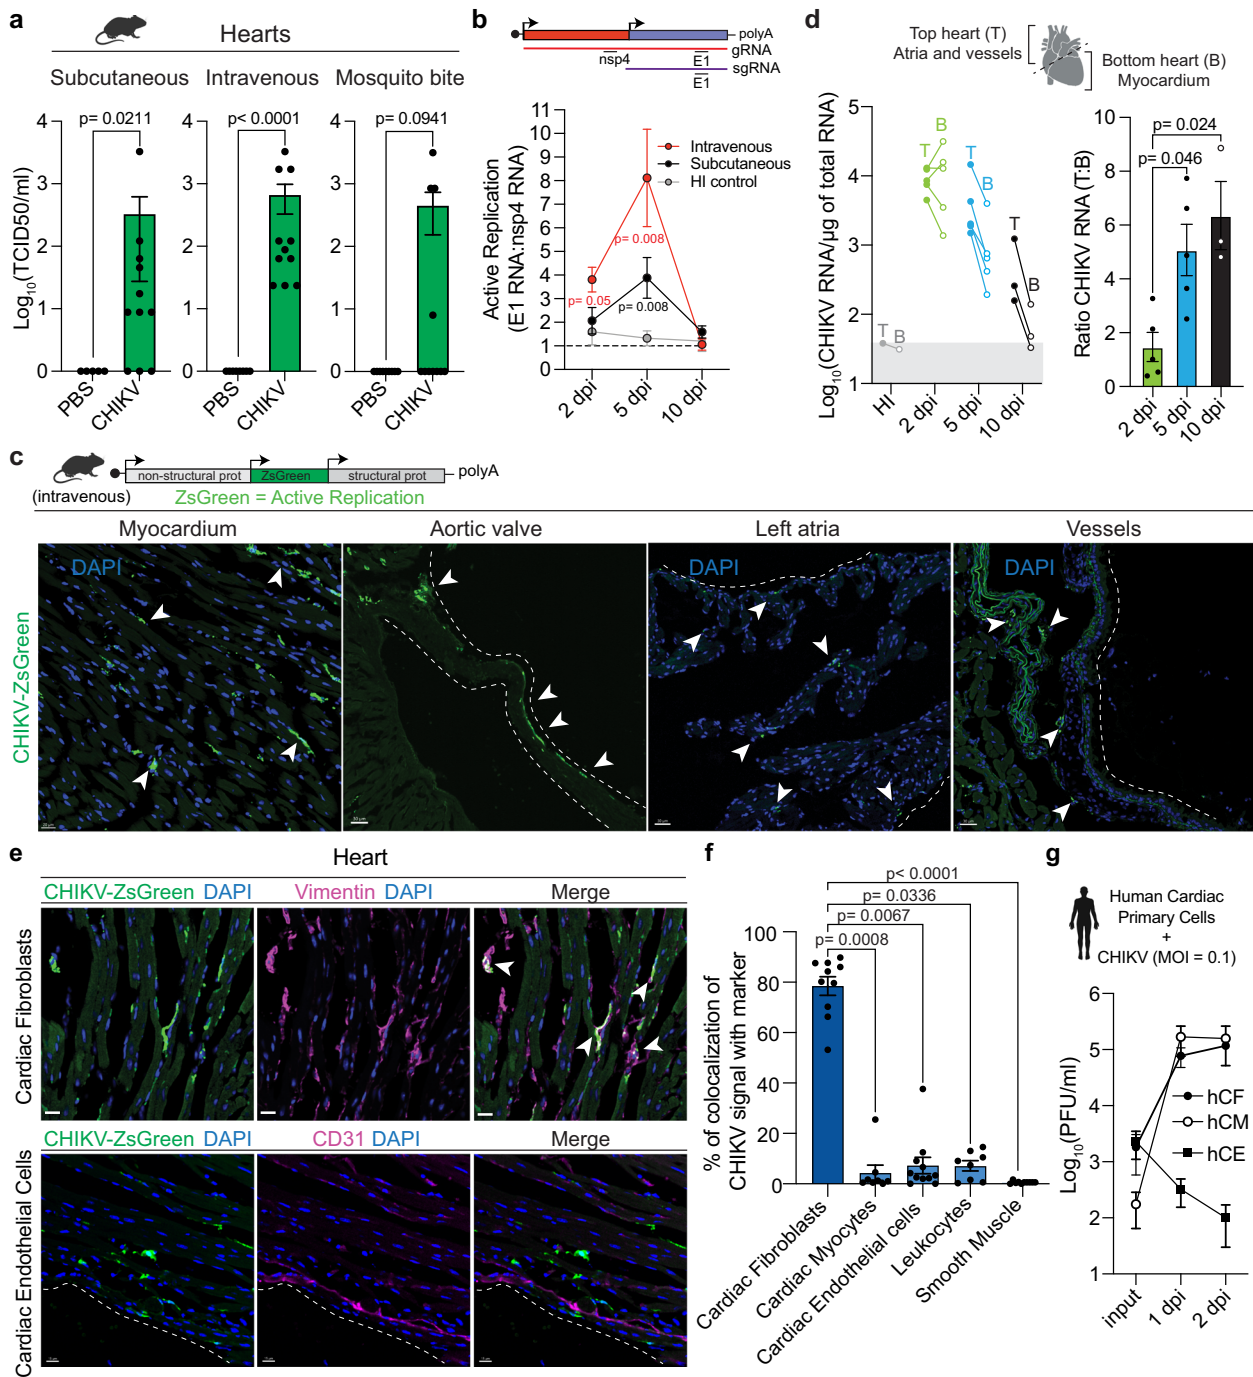 a
Hearts
Subcutaneous
Intravenous
Mosquito bite
p= 0.0211
p< 0.0001
p= 0.0941
Log10(TCID50/ml)
4
3
2
1
0
PBS
CHIKV
4
3
2
1
0
PBS
CHIKV
4
3
2
1
0
PBS
CHIKV
b
polyA
gRNA
nsp4
E1
sgRNA
E1
Active Replication
(E1 RNA:nsp4 RNA)
11
10
9
8
7
6
5
4
3
2
1
0
Intravenous
Subcutaneous
HI control
p= 0.008
p= 0.05
p= 0.008
2 dpi
5 dpi
10 dpi
d
Top heart (T)
Atria and vessels
Bottom heart (B)
Myocardium
Log10(CHIKV RNA/µg of total RNA)
5
4
3
2
1
T
B
T
B
T
B
T
B
HI
2 dpi
5 dpi
10 dpi
Ratio CHIKV RNA (T:B)
10
8
6
4
2
0
p= 0.024
p= 0.046
2 dpi
5 dpi
10 dpi
c
(intravenous)
non-structural prot
ZsGreen
structural prot
polyA
ZsGreen = Active Replication
Myocardium
Aortic valve
Left atria
Vessels
CHIKV-ZsGreen
DAPI
DAPI
DAPI
e
Heart
CHIKV-ZsGreen DAPI
Vimentin DAPI
Merge
Cardiac Fibroblasts
CHIKV-ZsGreen DAPI
CD31 DAPI
Merge
Cardiac Endothelial Cells
f
% of colocalization of
CHIKV signal with marker
100
80
60
40
20
0
p< 0.0001
p= 0.0336
p= 0.0067
p= 0.0008
Cardiac Fibroblasts
Cardiac Myocytes
Cardiac Endothelial cells
Leukocytes
Smooth Muscle
g
Human Cardiac
Primary Cells
+
CHIKV (MOI = 0.1)
Log10(PFU/ml)
6
5
4
3
2
1
hCF
hCM
hCE
input
1 dpi
2 dpi